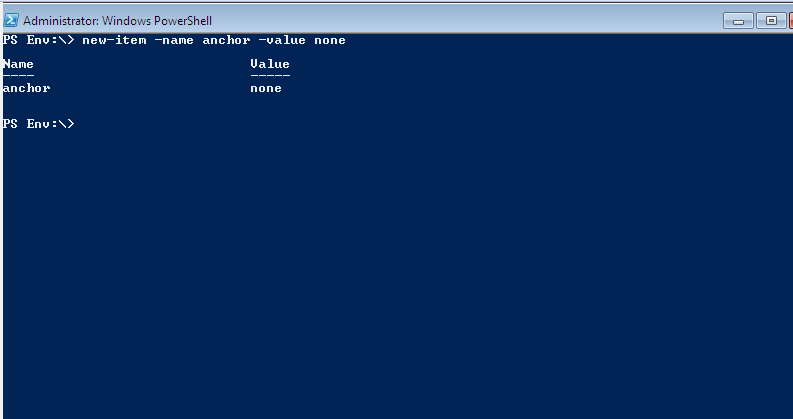 Administrator: Windows PowerShell
PS Env:\> new-item -name anchor -value none
Name Value
---- -----
anchor none
PS Env:\>